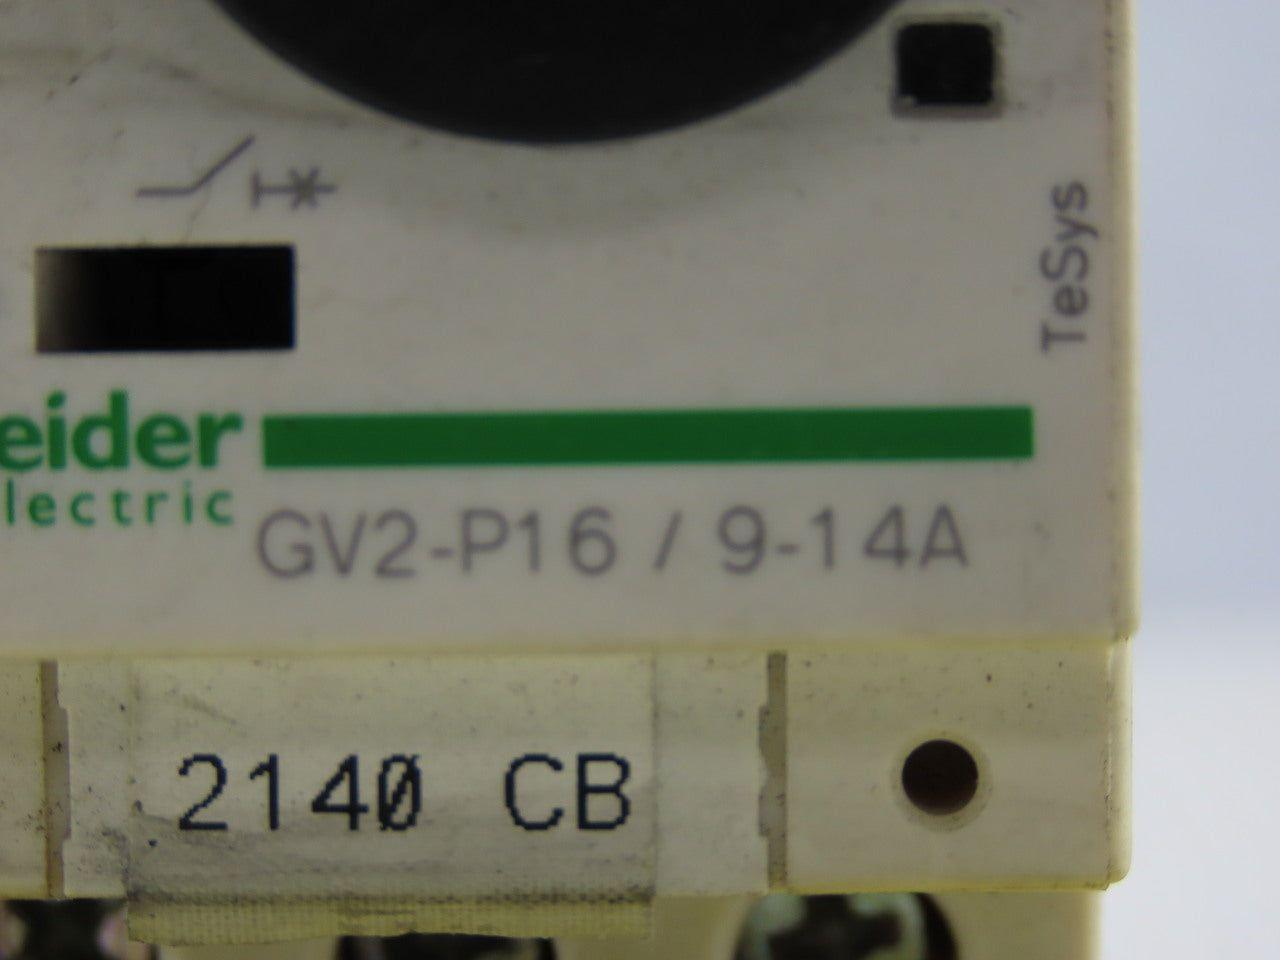 TeSys
eider
lectric
GV2-P16 / 9-14A
2140 CB